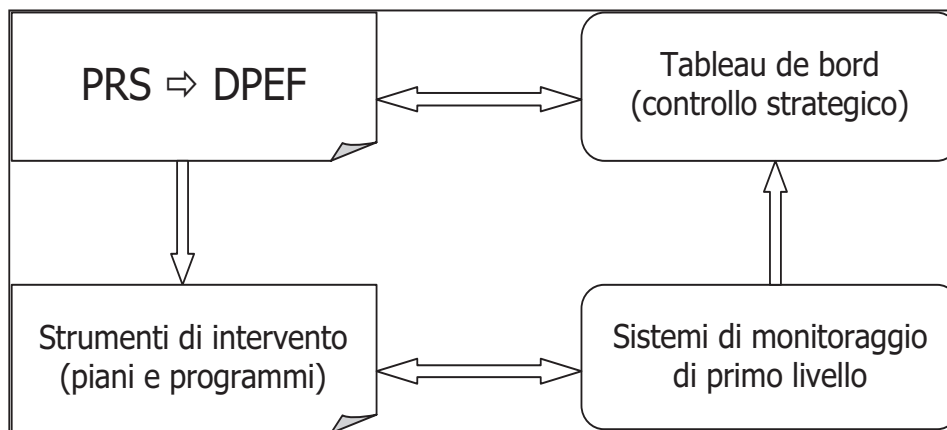 PRS ⇨ DPEF
Tableau de bord
(controllo strategico)
Strumenti di intervento
(piani e programmi)
Sistemi di monitoraggio
di primo livello